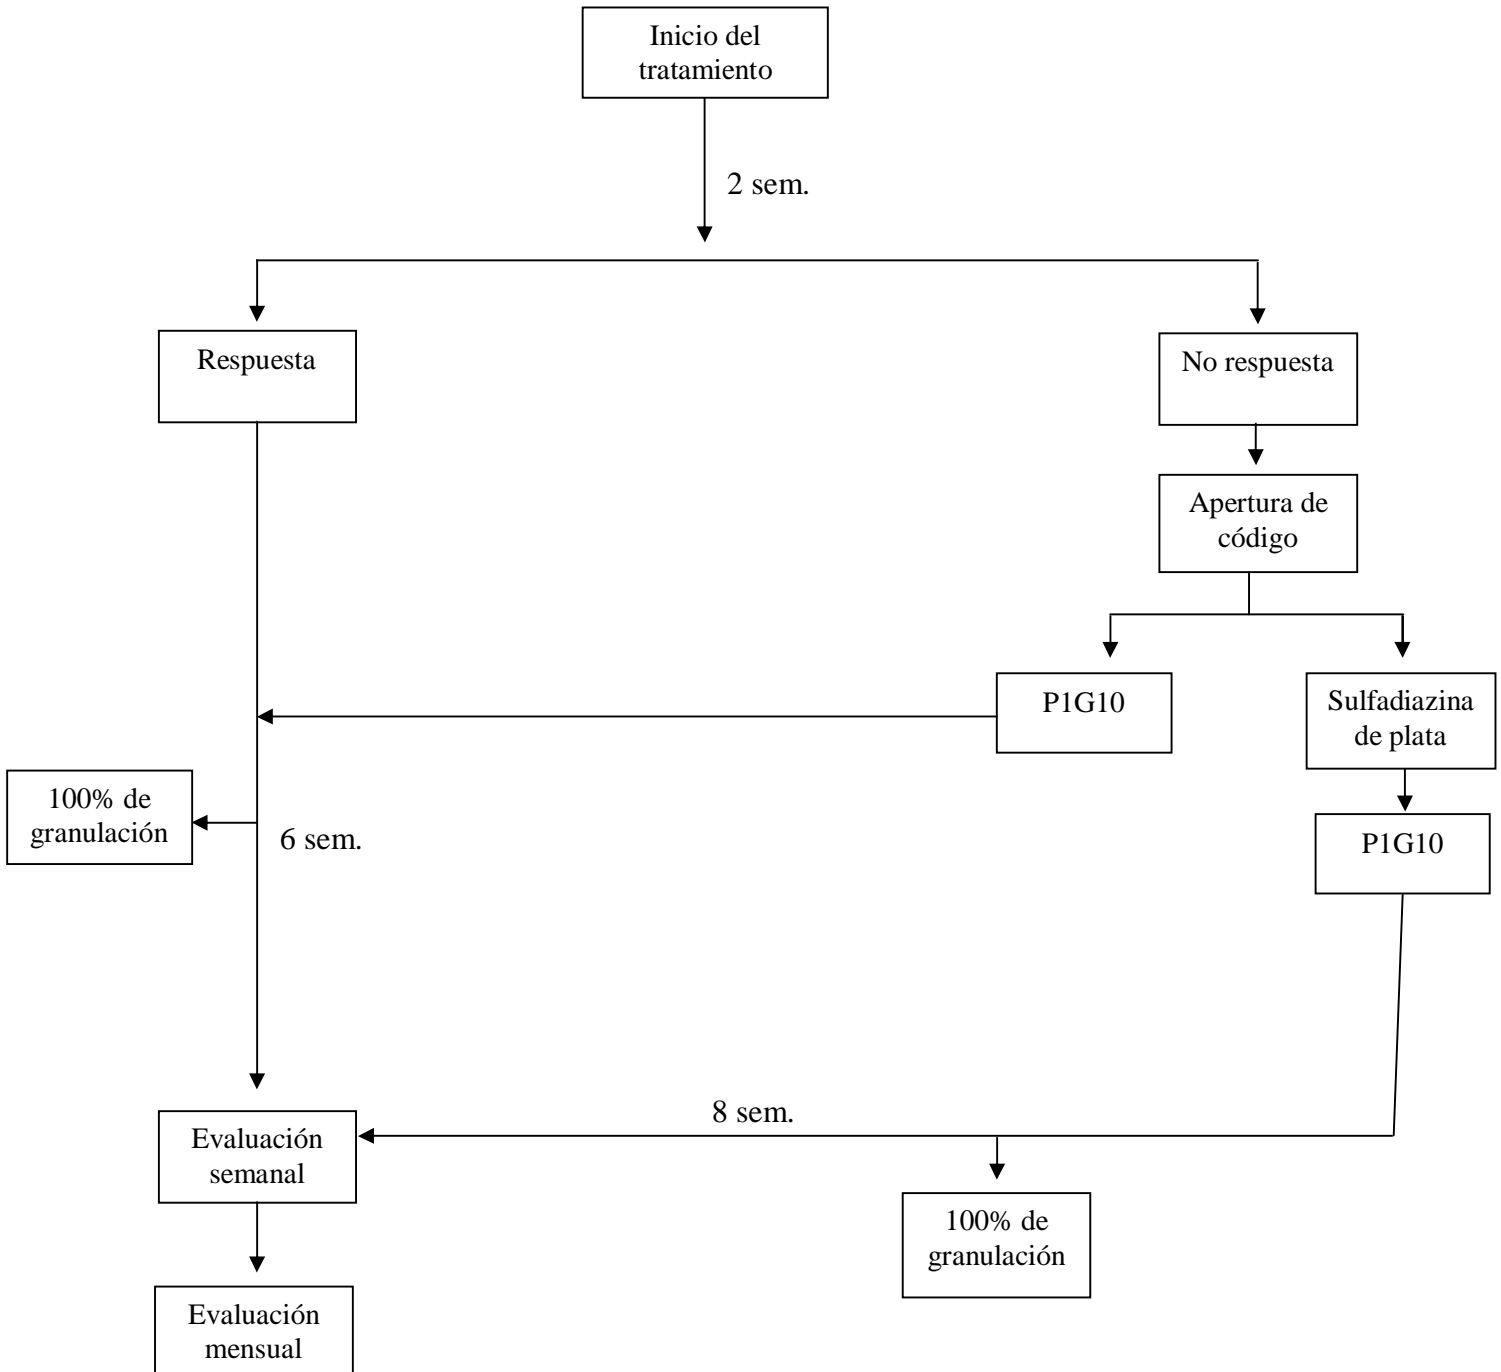 Inicio del
tratamiento
2 sem.
Respuesta
No respuesta
Apertura de
código
P1G10
Sulfadiazina
de plata
100% de
granulación
6 sem.
P1G10
8 sem.
Evaluación
semanal
100% de
granulación
Evaluación
mensual